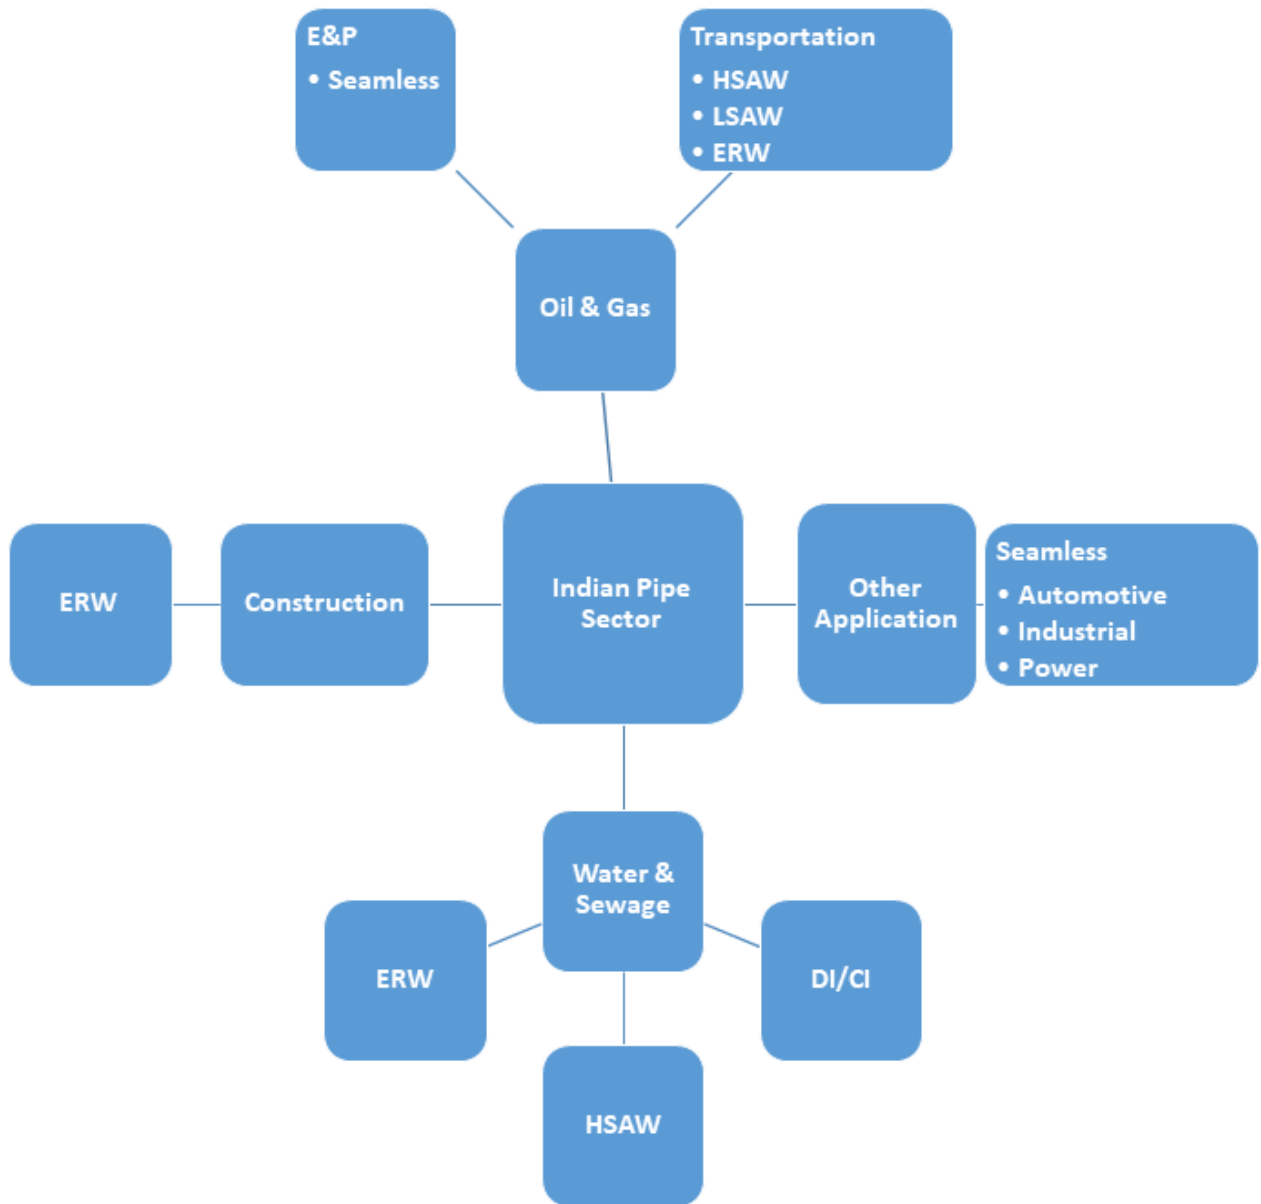 E&P
• Seamless
Transportation
• HSAW
• LSAW
• ERW
Oil & Gas
ERW
Construction
Indian Pipe
Sector
Other
Application
Seamless
• Automotive
• Industrial
• Power
Water &
Sewage
ERW
DI/CI
HSAW